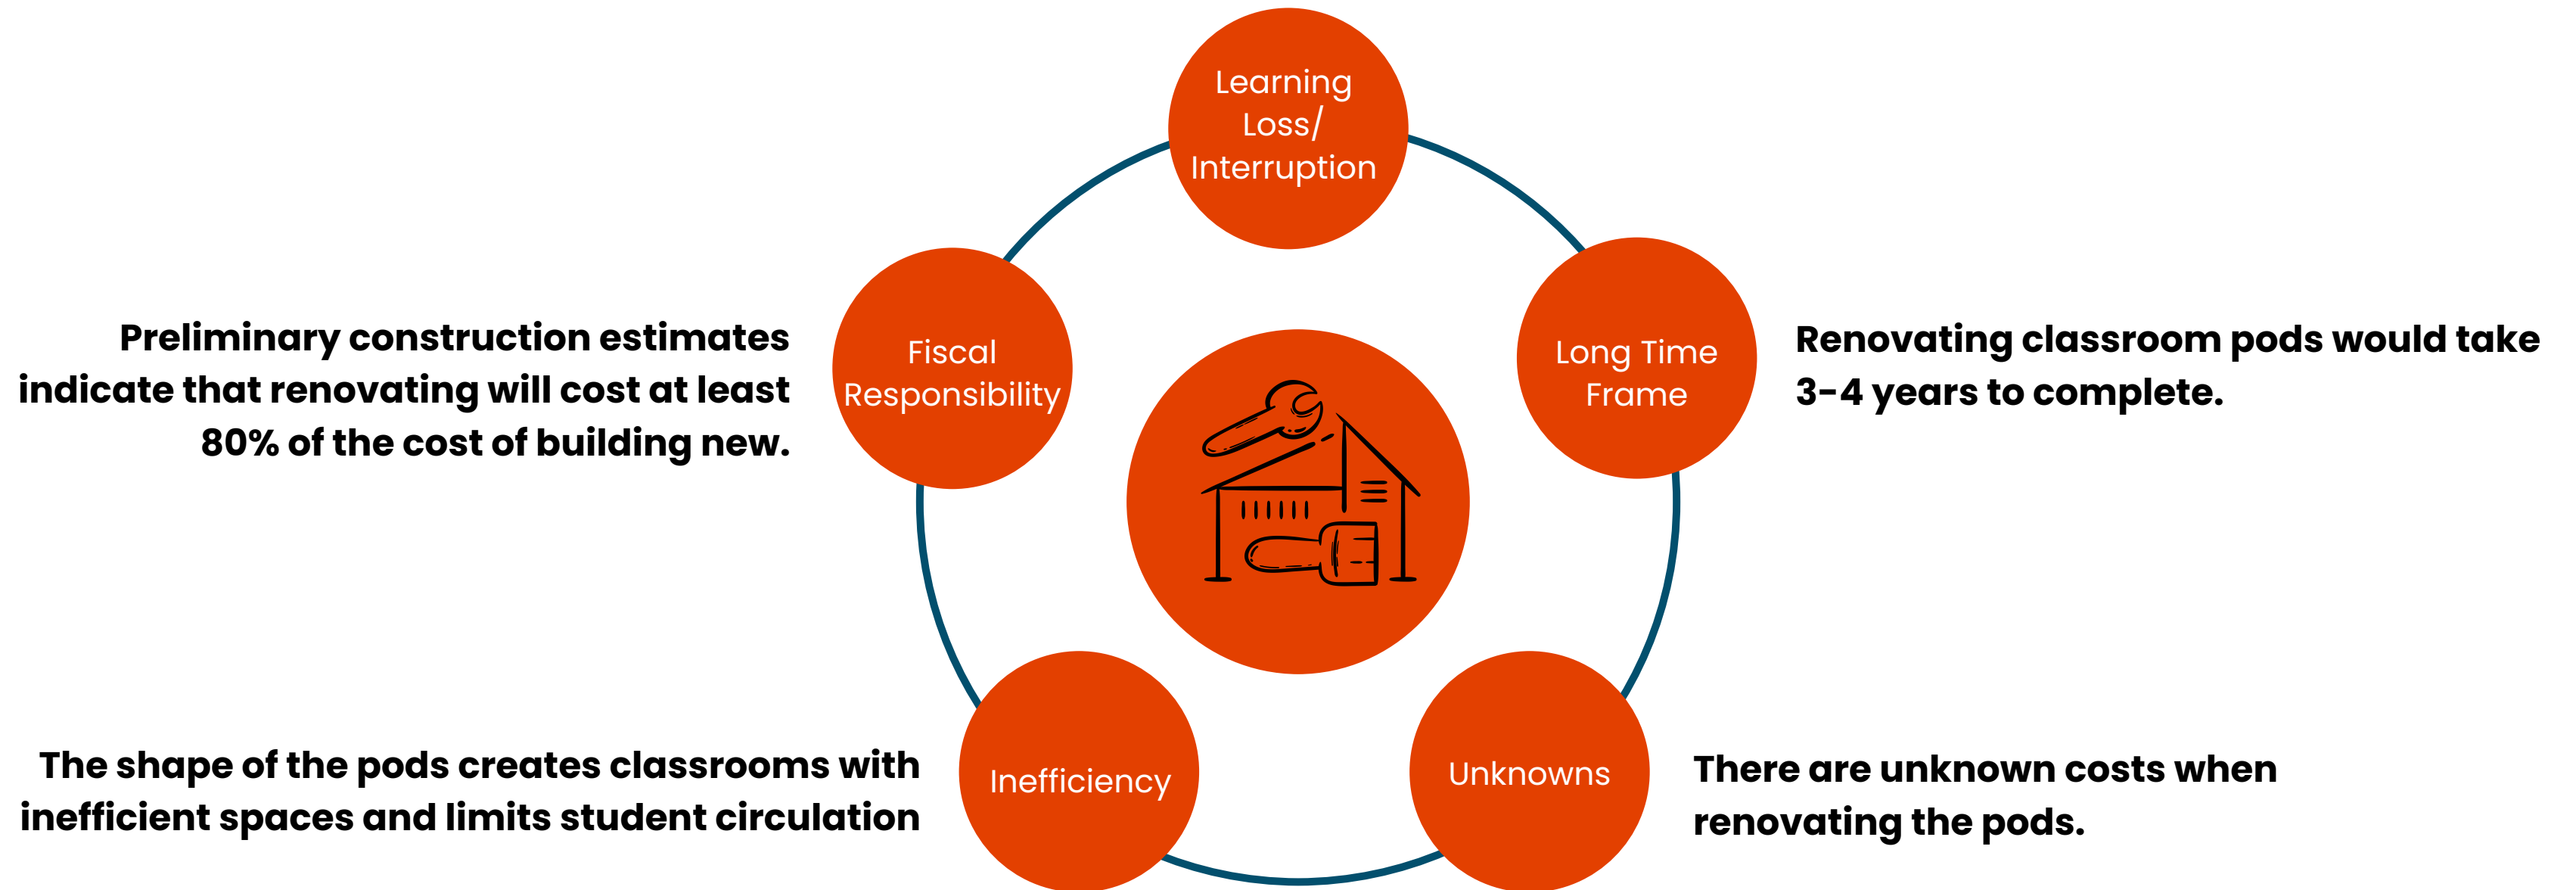 Learning
Loss/
Interruption
Fiscal
Responsibility
Preliminary construction estimates
indicate that renovating will cost at least
80% of the cost of building new.
Long Time
Frame
Renovating classroom pods would take
3-4 years to complete.
Inefficiency
The shape of the pods creates classrooms with
inefficient spaces and limits student circulation
Unknowns
There are unknown costs when
renovating the pods.